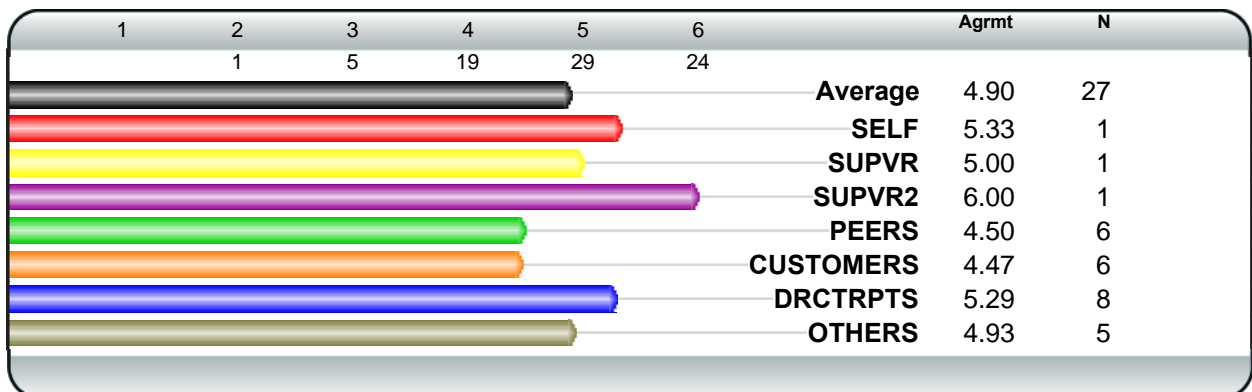 1 2 3 4 5 6 Agrmt N
1 5 19 29 24
Average 4.90 27
SELF 5.33 1
SUPVR 5.00 1
SUPVR2 6.00 1
PEERS 4.50 6
CUSTOMERS 4.47 6
DRCTRPTS 5.29 8
OTHERS 4.93 5